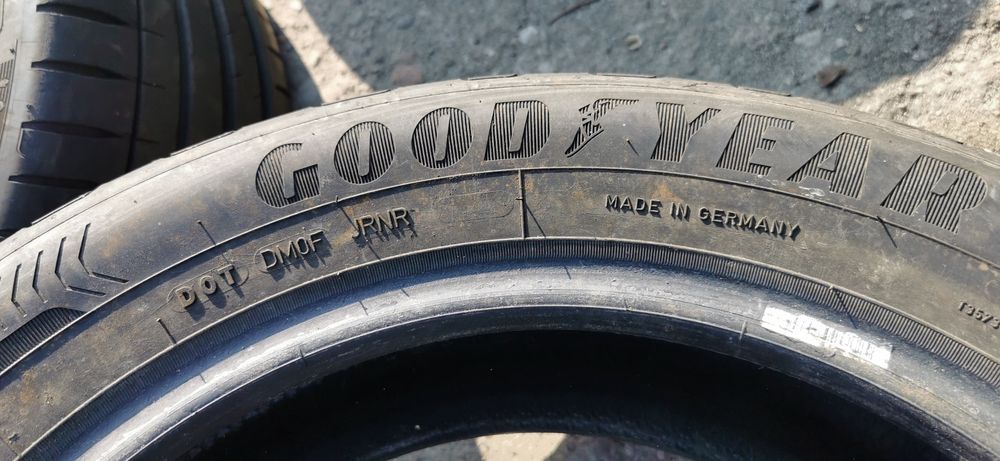 GOODYEAR
MADE IN GERMANY
DOT DM0F JRNR